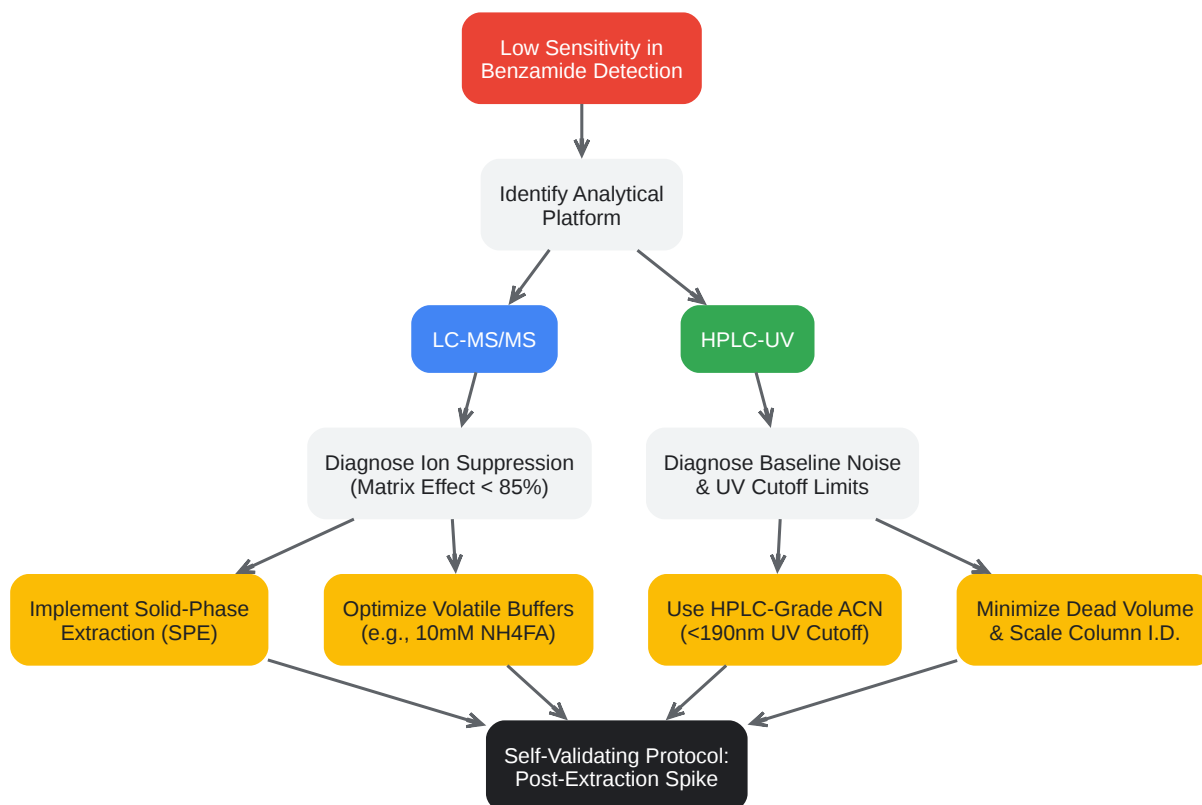 Low Sensitivity in
Benzamide Detection
Identify Analytical
Platform
LC-MS/MS
HPLC-UV
Diagnose Ion Suppression
(Matrix Effect < 85%)
Diagnose Baseline Noise
& UV Cutoff Limits
Implement Solid-Phase
Extraction (SPE)
Optimize Volatile Buffers
(e.g., 10mM NH4FA)
Use HPLC-Grade ACN
(<190nm UV Cutoff)
Minimize Dead Volume
& Scale Column I.D.
Self-Validating Protocol:
Post-Extraction Spike